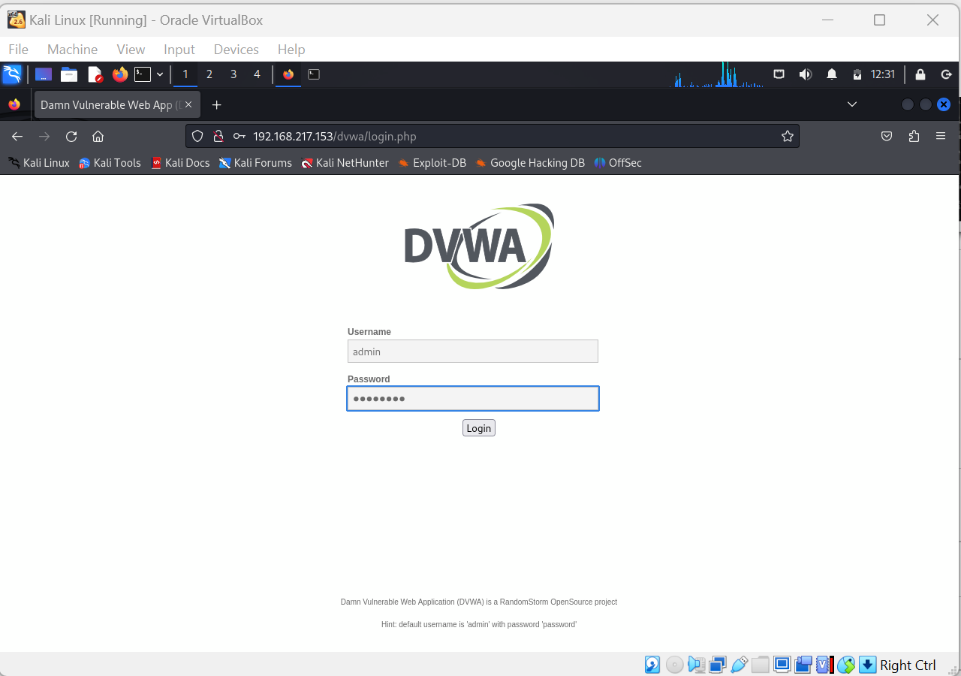 Kali Linux [Running] - Oracle VirtualBox
File Machine View Input Devices Help
1 2 3 4 12:31
Damn Vulnerable Web App (
192.168.217.153/dvwa/login.php
Kali Linux Kali Tools Kali Docs Kali Forums Kali NetHunter Exploit-DB Google Hacking DB OffSec
DVWA
Username
admin
Password
••••••••
Login
Damn Vulnerable Web Application (DVWA) is a RandomStorm OpenSource project
Hint: default username is 'admin' with password 'password'
Right Ctrl